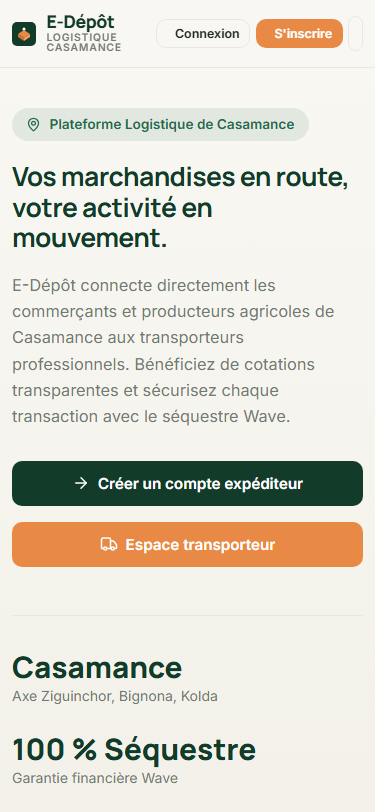 E-Dépôt
LOGISTIQUE
CASAMANCE
Connexion
S'inscrire
Plateforme Logistique de Casamance
Vos marchandises en route,
votre activité en
mouvement.
E-Dépôt connecte directement les
commerçants et producteurs agricoles de
Casamance aux transporteurs
professionnels. Bénéficiez de cotations
transparentes et sécurisez chaque
transaction avec le séquestre Wave.
Créer un compte expéditeur
Espace transporteur
Casamance
Axe Ziguinchor, Bignona, Kolda
100 % Séquestre
Garantie financière Wave